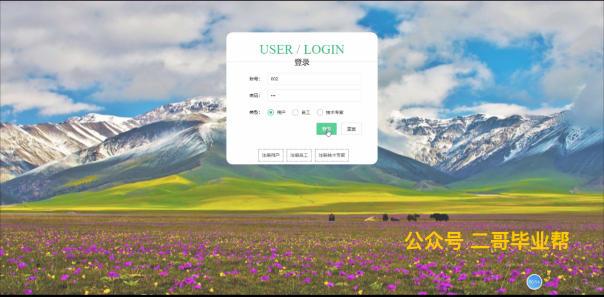 USER / LOGIN
登录
账号： 002
密码： •••
类型： 用户 员工 技术专家
登录 重置
注册用户 注册员工 注册技术专家
公众号 二哥毕业帮